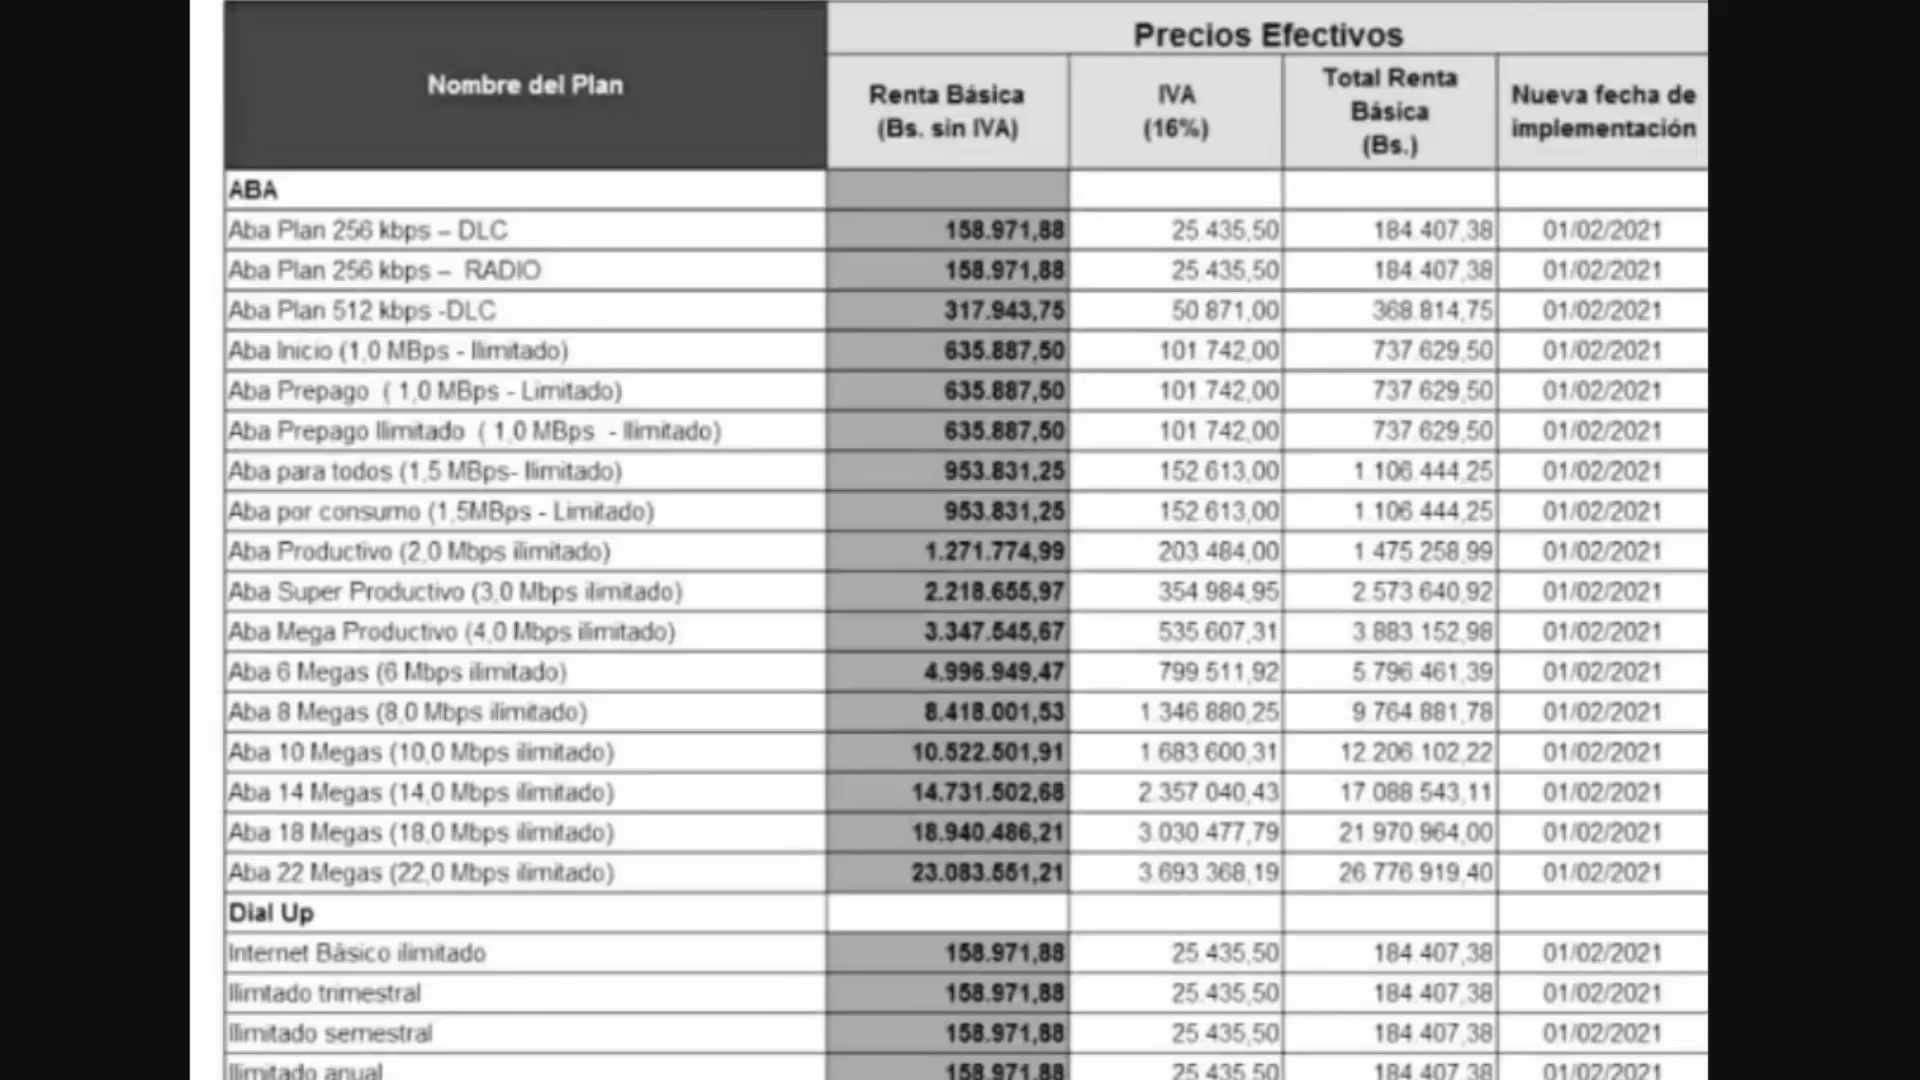 Nombre del Plan
Precios Efectivos
Renta Básica
(Bs. sin IVA)
IVA
(16%)
Total Renta
Básica
(Bs.)
Nueva fecha de
implementación
ABA
Aba Plan 256 kbps – DLC 158.971,88 25.435,50 184.407,38 01/02/2021
Aba Plan 256 kbps – RADIO 158.971,88 25.435,50 184.407,38 01/02/2021
Aba Plan 512 kbps -DLC 317.943,75 50.871,00 368.814,75 01/02/2021
Aba Inicio (1,0 MBps - Ilimitado) 635.887,50 101.742,00 737.629,50 01/02/2021
Aba Prepago ( 1,0 MBps - Limitado) 635.887,50 101.742,00 737.629,50 01/02/2021
Aba Prepago Ilimitado ( 1,0 MBps - Ilimitado) 635.887,50 101.742,00 737.629,50 01/02/2021
Aba para todos (1,5 MBps- Ilimitado) 953.831,25 152.613,00 1.106.444,25 01/02/2021
Aba por consumo (1,5MBps - Limitado) 953.831,25 152.613,00 1.106.444,25 01/02/2021
Aba Productivo (2,0 Mbps ilimitado) 1.271.774,99 203.484,00 1.475.258,99 01/02/2021
Aba Super Productivo (3,0 Mbps ilimitado) 2.218.655,97 354.984,95 2.573.640,92 01/02/2021
Aba Mega Productivo (4,0 Mbps ilimitado) 3.347.545,67 535.607,31 3.883.152,98 01/02/2021
Aba 6 Megas (6 Mbps ilimitado) 4.996.949,47 799.511,92 5.796.461,39 01/02/2021
Aba 8 Megas (8,0 Mbps ilimitado) 8.418.001,53 1.346.880,25 9.764.881,78 01/02/2021
Aba 10 Megas (10,0 Mbps ilimitado) 10.522.501,91 1.683.600,31 12.206.102,22 01/02/2021
Aba 14 Megas (14,0 Mbps ilimitado) 14.731.502,68 2.357.040,43 17.088.543,11 01/02/2021
Aba 18 Megas (18,0 Mbps ilimitado) 18.940.486,21 3.030.477,79 21.970.964,00 01/02/2021
Aba 22 Megas (22,0 Mbps ilimitado) 23.083.551,21 3.693.368,19 26.776.919,40 01/02/2021
Dial Up
Internet Básico ilimitado 158.971,88 25.435,50 184.407,38 01/02/2021
Ilimtado trimestral 158.971,88 25.435,50 184.407,38 01/02/2021
Ilimitado semestral 158.971,88 25.435,50 184.407,38 01/02/2021
Ilimitado anual 158.971,88 25.435,50 184.407,38 01/02/2021